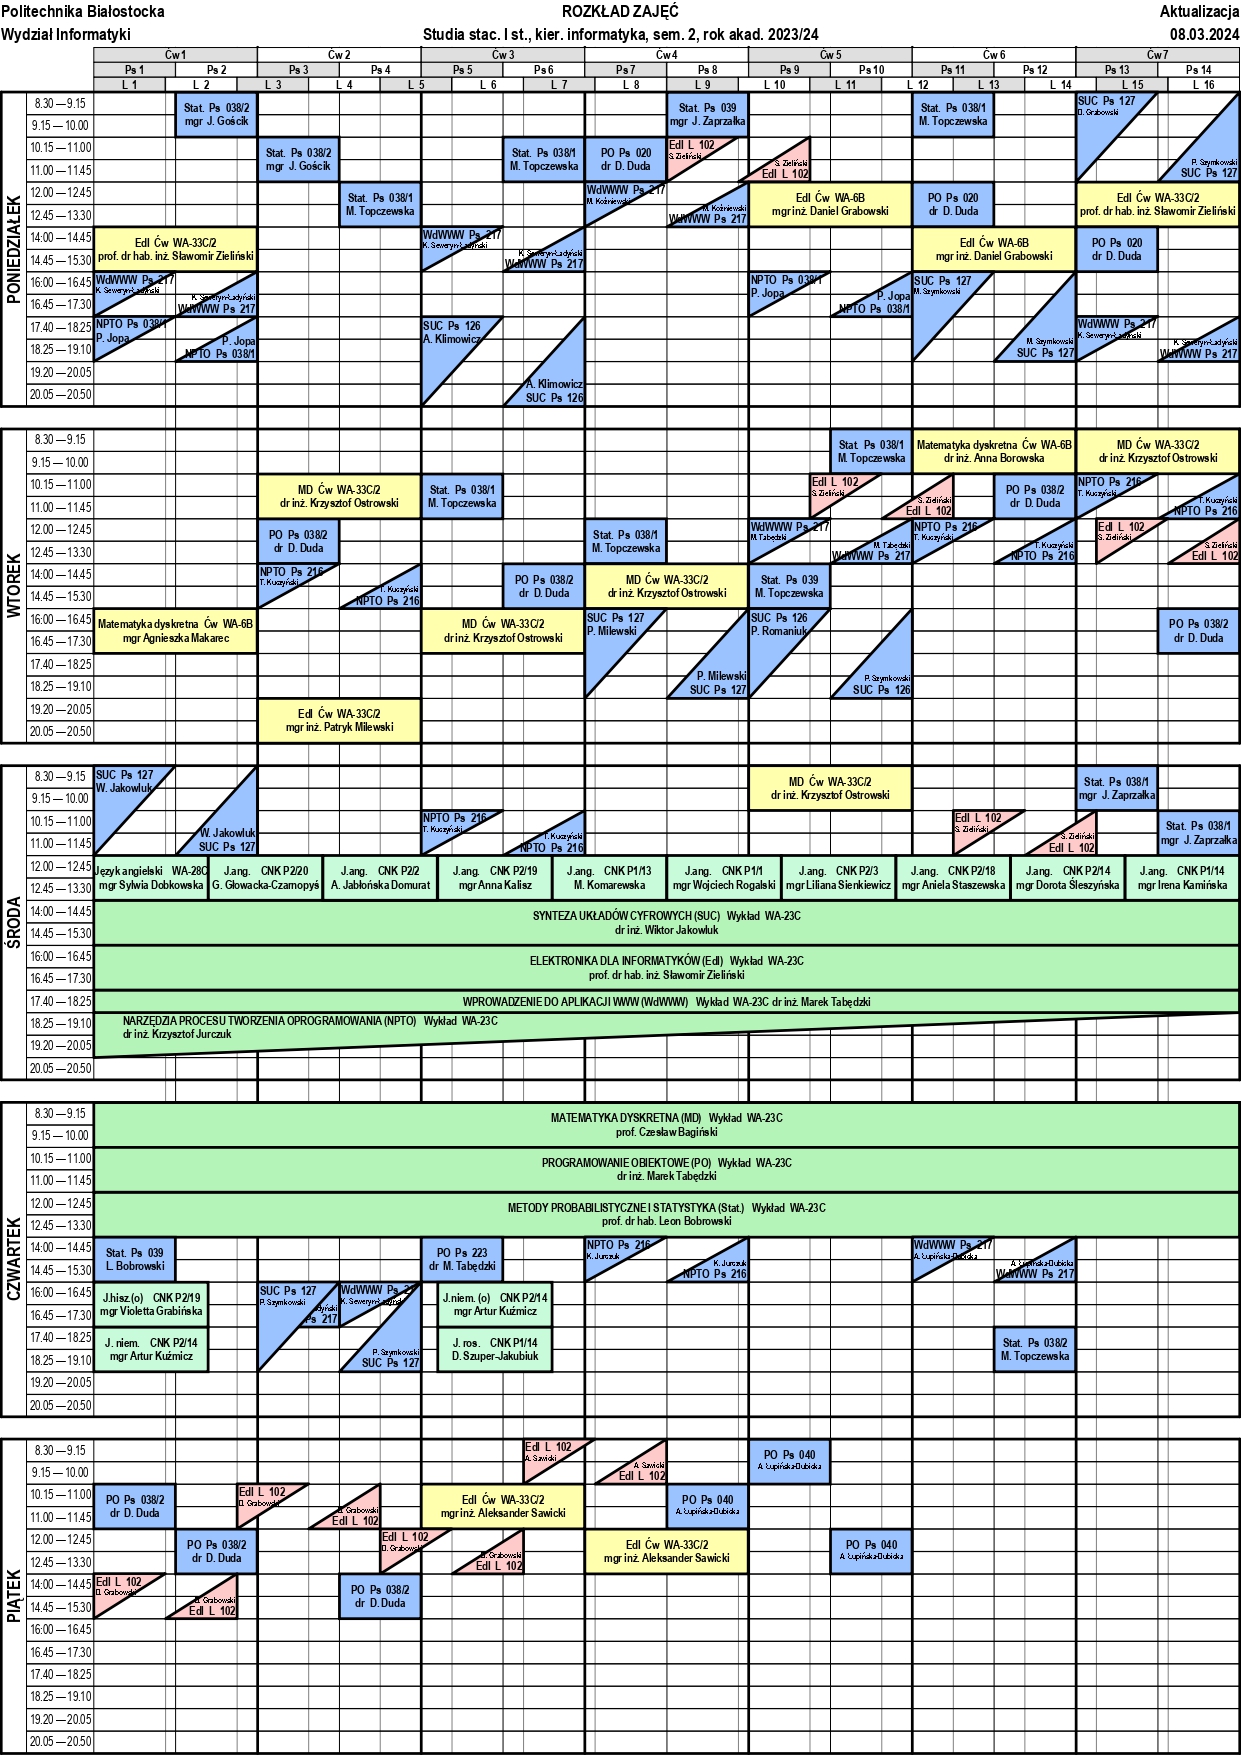 Politechnika Białostocka ROZKŁAD ZAJĘĆ Aktualizacja
Wydział Informatyki Studia stac. I st., kier. informatyka, sem. 2, rok akad. 2023/24 08.03.2024
Ćw 1 Ćw 2 Ćw 3 Ćw 4 Ćw 5 Ćw 6 Ćw 7
Ps 1 Ps 2 Ps 3 Ps 4 Ps 5 Ps 6 Ps 7 Ps 8 Ps 9 Ps 10 Ps 11 Ps 12 Ps 13 Ps 14
L 1 L 2 L 3 L 4 L 5 L 6 L 7 L 8 L 9 L 10 L 11 L 12 L 13 L 14 L 15 L 16
PONIEDZIAŁEK
8.30—9.15 Stat. Ps 038/2 Stat. Ps 039 Stat. Ps 038/1 SUC Ps 127
mgr J. Gościk mgr J. Zaprzałka M. Topczewska D. Grabowski
9.15—10.00
10.15—11.00 Stat. Ps 038/2 Stat. Ps 038/1 PO Ps 020 EdI L 102 S. Zieliński
mgr J. Gościk M. Topczewska dr D. Duda S. Zieliński EdI L 102 P. Szymkowski
11.00—11.45 SUC Ps 127
12.00—12.45 Stat. Ps 038/1 WdWWW Ps 217 M. Koźniewski EdI Ćw WA-6B PO Ps 020 EdI Ćw WA-33C/2
M. Topczewska M. Koźniewski WdWWW Ps 217 mgr inż. Daniel Grabowski dr D. Duda prof. dr hab. inż. Sławomir Zieliński
12.45—13.30
14:00—14.45 EdI Ćw WA-33C/2 WdWWW Ps 217 K. Seweryn-Ładyński EdI Ćw WA-6B PO Ps 020
prof. dr hab. inż. Sławomir Zieliński K. Seweryn-Ładyński WdWWW Ps 217 mgr inż. Daniel Grabowski dr D. Duda
14.45—15.30
16:00—16.45 WdWWW Ps 217 K. Seweryn-Ładyński NPTO Ps 038/1 P. Jopa SUC Ps 127
K. Seweryn-Ładyński WdWWW Ps 217 P. Jopa NPTO Ps 038/1 M. Szymkowski
16.45—17.30
17.40—18.25 NPTO Ps 038/1 P. Jopa SUC Ps 126 M. Szymkowski WdWWW Ps 217 K. Seweryn-Ładyński
P. Jopa NPTO Ps 038/1 A. Klimowicz SUC Ps 127 K. Seweryn-Ładyński WdWWW Ps 217
18.25—19.10
19.20—20.05 A. Klimowicz
20.05—20.50 SUC Ps 126
WTOREK
8.30—9.15 Stat. Ps 038/1 Matematyka dyskretna Ćw WA-6B MD Ćw WA-33C/2
M. Topczewska dr inż. Anna Borowska dr inż. Krzysztof Ostrowski
9.15—10.00
10.15—11.00 MD Ćw WA-33C/2 Stat. Ps 038/1 EdI L 102 S. Zieliński PO Ps 038/2 NPTO Ps 216 T. Kuczyński
dr inż. Krzysztof Ostrowski M. Topczewska S. Zieliński EdI L 102 dr D. Duda T. Kuczyński NPTO Ps 216
11.00—11.45
12.00—12.45 PO Ps 038/2 Stat. Ps 038/1 WdWWW Ps 217 M. Tabędzki NPTO Ps 216 T. Kuczyński EdI L 102 S. Zieliński
dr D. Duda M. Topczewska M. Tabędzki WdWWW Ps 217 T. Kuczyński NPTO Ps 216 S. Zieliński EdI L 102
12.45—13.30
14:00—14.45 NPTO Ps 216 T. Kuczyński PO Ps 038/2 MD Ćw WA-33C/2 Stat. Ps 039
T. Kuczyński NPTO Ps 216 dr D. Duda dr inż. Krzysztof Ostrowski M. Topczewska
14.45—15.30
16:00—16.45 Matematyka dyskretna Ćw WA-6B MD Ćw WA-33C/2 SUC Ps 127 SUC Ps 126 PO Ps 038/2
mgr Agnieszka Makarec dr inż. Krzysztof Ostrowski P. Milewski P. Romaniuk dr D. Duda
16.45—17.30
17.40—18.25 P. Milewski P. Szymkowski
18.25—19.10 SUC Ps 127 SUC Ps 126
19.20—20.05 EdI Ćw WA-33C/2
mgr inż. Patryk Milewski
20.05—20.50
ŚRODA
8.30—9.15 SUC Ps 127 MD Ćw WA-33C/2 Stat. Ps 038/1
W. Jakowluk dr inż. Krzysztof Ostrowski mgr J. Zaprzałka
9.15—10.00
10.15—11.00 W. Jakowluk NPTO Ps 216 T. Kuczyński EdI L 102 S. Zieliński Stat. Ps 038/1
SUC Ps 127 T. Kuczyński NPTO Ps 216 S. Zieliński EdI L 102 mgr J. Zaprzałka
11.00—11.45
12.00—12.45 Język angielski WA-28C J.ang. CNK P2/20 J.ang. CNK P2/2 J.ang. CNK P2/19 J.ang. CNK P1/13 J.ang. CNK P1/1 J.ang. CNK P2/3 J.ang. CNK P2/18 J.ang. CNK P2/14 J.ang. CNK P1/14
mgr Sylwia Dobkowska G. Głowacka-Czarnopyś A. Jabłońska Domurat mgr Anna Kalisz M. Komarewska mgr Wojciech Rogalski mgr Liliana Sienkiewicz mgr Aniela Staszewska mgr Dorota Śleszyńska mgr Irena Kamińska
12.45—13.30
14:00—14.45 SYNTEZA UKŁADÓW CYFROWYCH (SUC) Wykład WA-23C
14.45—15.30 dr inż. Wiktor Jakowluk
16:00—16.45 ELEKTRONIKA DLA INFORMATYKÓW (EdI) Wykład WA-23C
16.45—17.30 prof. dr hab. inż. Sławomir Zieliński
17.40—18.25 WPROWADZENIE DO APLIKACJI WWW (WdWWW) Wykład WA-23C dr inż. Marek Tabędzki
18.25—19.10 NARZĘDZIA PROCESU TWORZENIA OPROGRAMOWANIA (NPTO) Wykład WA-23C
dr inż. Krzysztof Jurczuk
19.20—20.05
20.05—20.50
CZWARTEK
8.30—9.15 MATEMATYKA DYSKRETNA (MD) Wykład WA-23C
9.15—10.00 prof. Czesław Bagiński
10.15—11.00 PROGRAMOWANIE OBIEKTOWE (PO) Wykład WA-23C
11.00—11.45 dr inż. Marek Tabędzki
12.00—12.45 METODY PROBABILISTYCZNE I STATYSTYKA (Stat.) Wykład WA-23C
12.45—13.30 prof. dr hab. Leon Bobrowski
14:00—14.45 Stat. Ps 039 PO Ps 223 NPTO Ps 216 K. Jurczuk WdWWW Ps 217 A. Łupińska-Dubicka
L. Bobrowski dr M. Tabędzki K. Jurczuk NPTO Ps 216 A. Łupińska-Dubicka WdWWW Ps 217
14.45—15.30
16:00—16.45 J.hisz.(o) CNK P2/19 SUC Ps 127 WdWWW Ps 21 J.niem. (o) CNK P2/14
mgr Violetta Grabińska P. Szymkowski K. Seweryn-Ładyński mgr Artur Kuźmicz
16.45—17.30 Ps 217
17.40—18.25 J. niem. CNK P2/14 P. Szymkowski J. ros. CNK P1/14 Stat. Ps 038/2
mgr Artur Kuźmicz SUC Ps 127 D. Szuper-Jakubiuk M. Topczewska
18.25—19.10
19.20—20.05
20.05—20.50
PIĄTEK
8.30—9.15 EdI L 102 A. Sawicki PO Ps 040
A. Sawicki EdI L 102 A. Łupińska-Dubicka
9.15—10.00
10.15—11.00 PO Ps 038/2 EdI L 102 D. Grabowski EdI Ćw WA-33C/2 PO Ps 040
dr D. Duda D. Grabowski EdI L 102 mgr inż. Aleksander Sawicki A. Łupińska-Dubicka
11.00—11.45
12.00—12.45 PO Ps 038/2 EdI L 102 D. Grabowski EdI Ćw WA-33C/2 PO Ps 040
dr D. Duda D. Grabowski EdI L 102 mgr inż. Aleksander Sawicki A. Łupińska-Dubicka
12.45—13.30
14:00—14.45 EdI L 102 D. Grabowski PO Ps 038/2
D. Grabowski EdI L 102 dr D. Duda
14.45—15.30
16:00—16.45
16.45—17.30
17.40—18.25
18.25—19.10
19.20—20.05
20.05—20.50